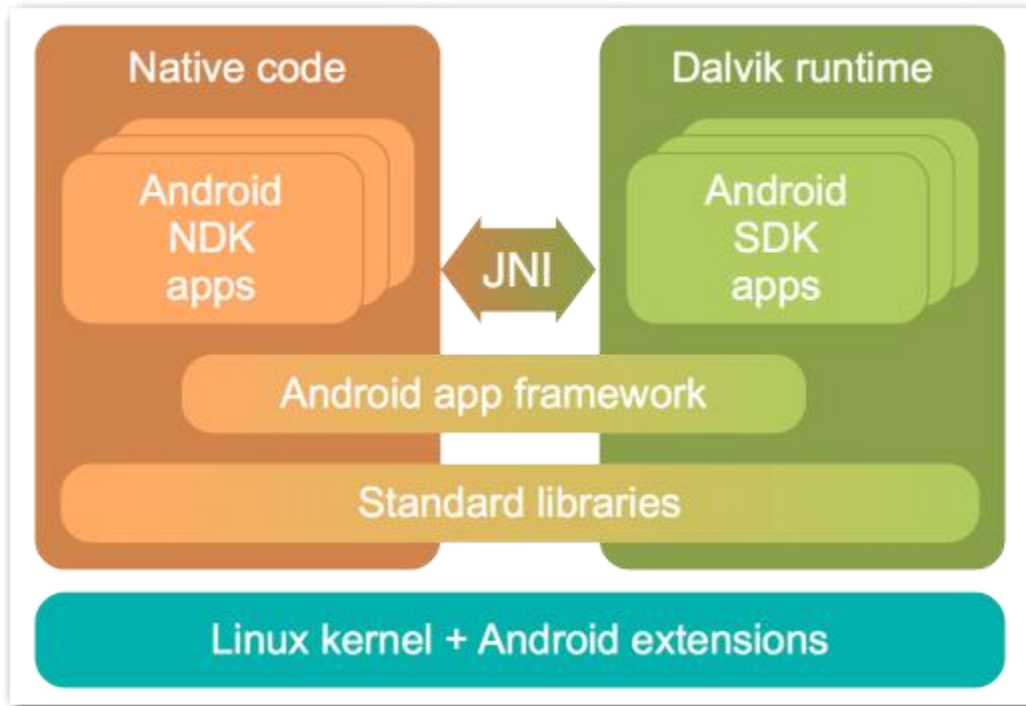 Native code
Dalvik runtime
Android
NDK
apps
JNI
Android
SDK
apps
Android app framework
Standard libraries
Linux kernel + Android extensions